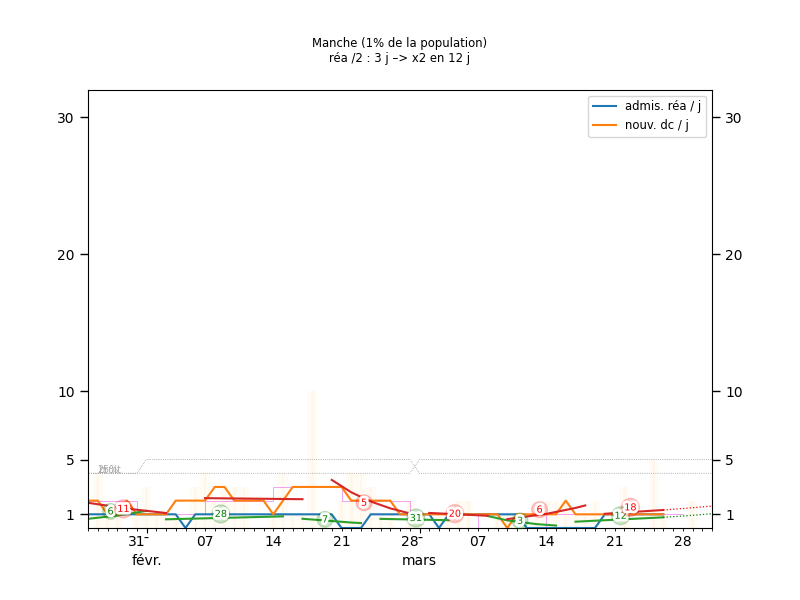 Manche (1% de la population)
réa /2 : 3 j –> x2 en 12 j
admis. réa / j
nouv. dc / j
30 30
20 20
10 10
5 5
1 1
6 11 28 7 5 31 20 3 6 12 18
31 07 14 21 28 07 14 21 28
févr. mars